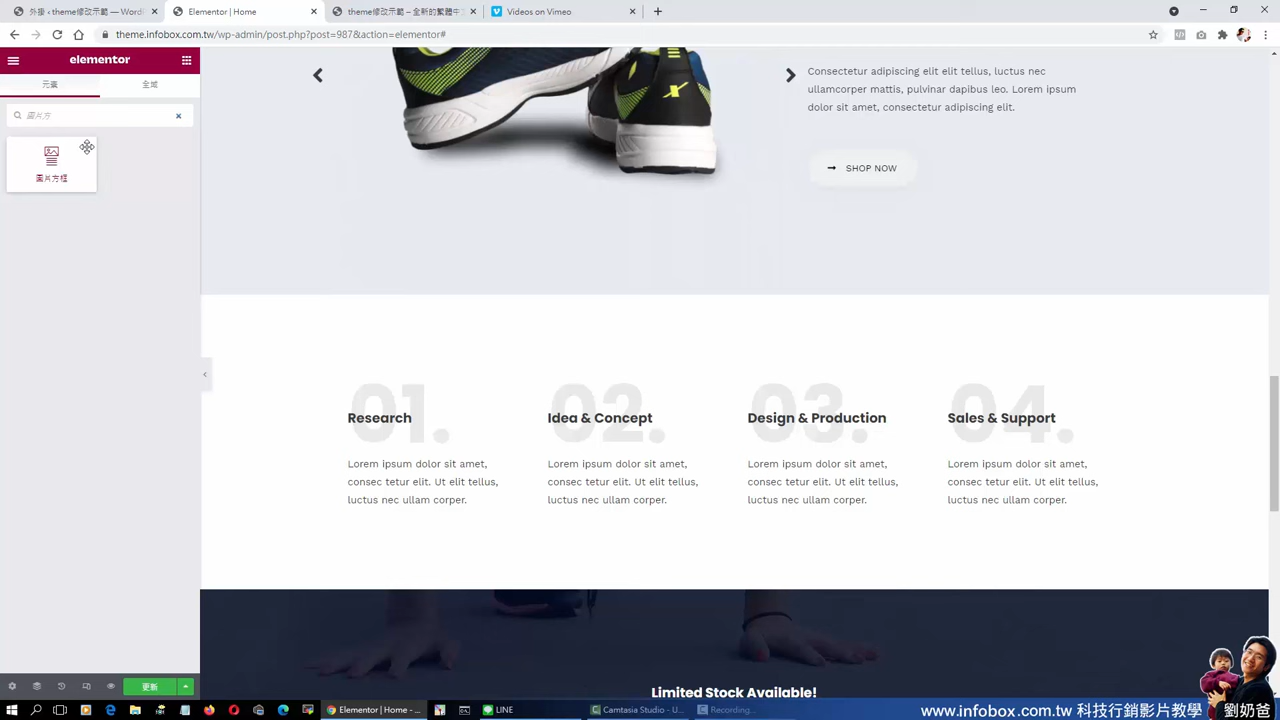 外掛 ‹ theme修改示範 — Word
Elementor | Home
theme修改示範 – 全新的繁體中文
Videos on Vimeo
theme.infobox.com.tw/wp-admin/post.php?post=987&action=elementor#
elementor
元素
全域
圖片方
圖片方框
Consectetur adipiscing elit elit tellus, luctus nec
ullamcorper mattis, pulvinar dapibus leo. Lorem ipsum
dolor sit amet, consectetur adipiscing elit.
SHOP NOW
01.
Research
Lorem ipsum dolor sit amet,
consec tetur elit. Ut elit tellus,
luctus nec ullam corper.
02.
Idea & Concept
Lorem ipsum dolor sit amet,
consec tetur elit. Ut elit tellus,
luctus nec ullam corper.
03.
Design & Production
Lorem ipsum dolor sit amet,
consec tetur elit. Ut elit tellus,
luctus nec ullam corper.
04.
Sales & Support
Lorem ipsum dolor sit amet,
consec tetur elit. Ut elit tellus,
luctus nec ullam corper.
Limited Stock Available!
更新
Elementor | Home - ...
LINE
Camtasia Studio - U...
Recording...
www.infobox.com.tw 科技行銷影片教學
劉奶爸